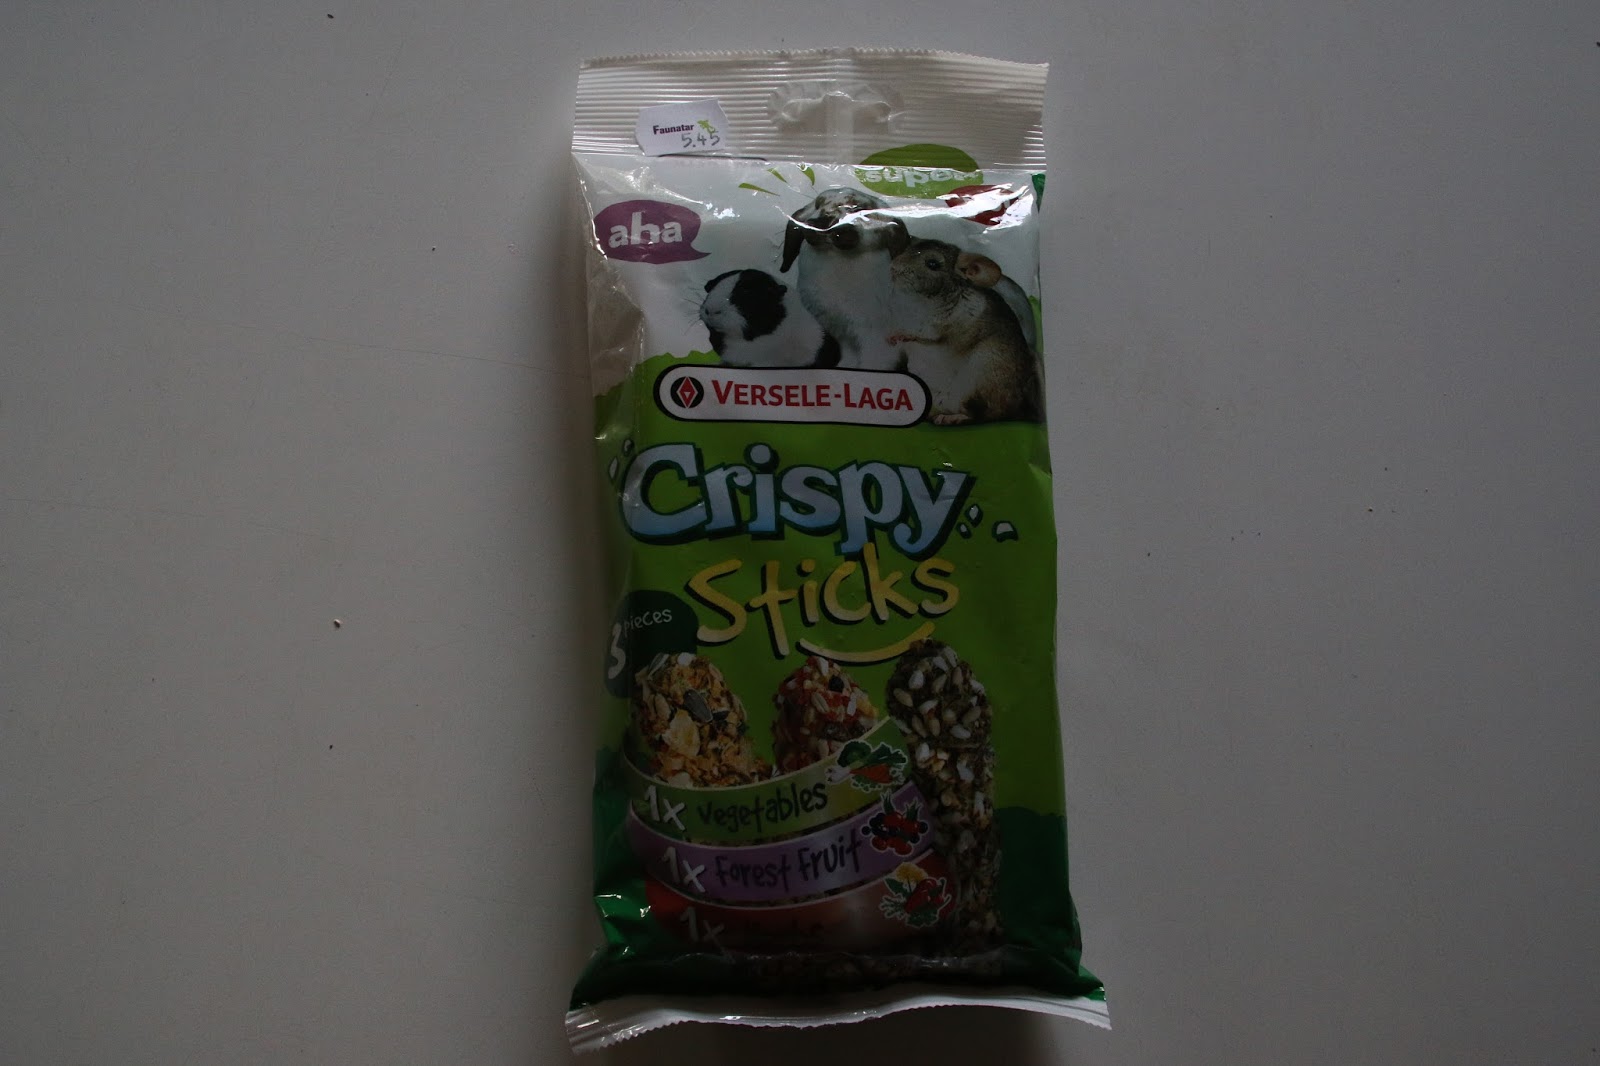 Faunatar
5.45
super
aha
VERSELE-LAGA
Crispy
Sticks
3 pieces
1x vegetables
1x Forest Fruit
1x